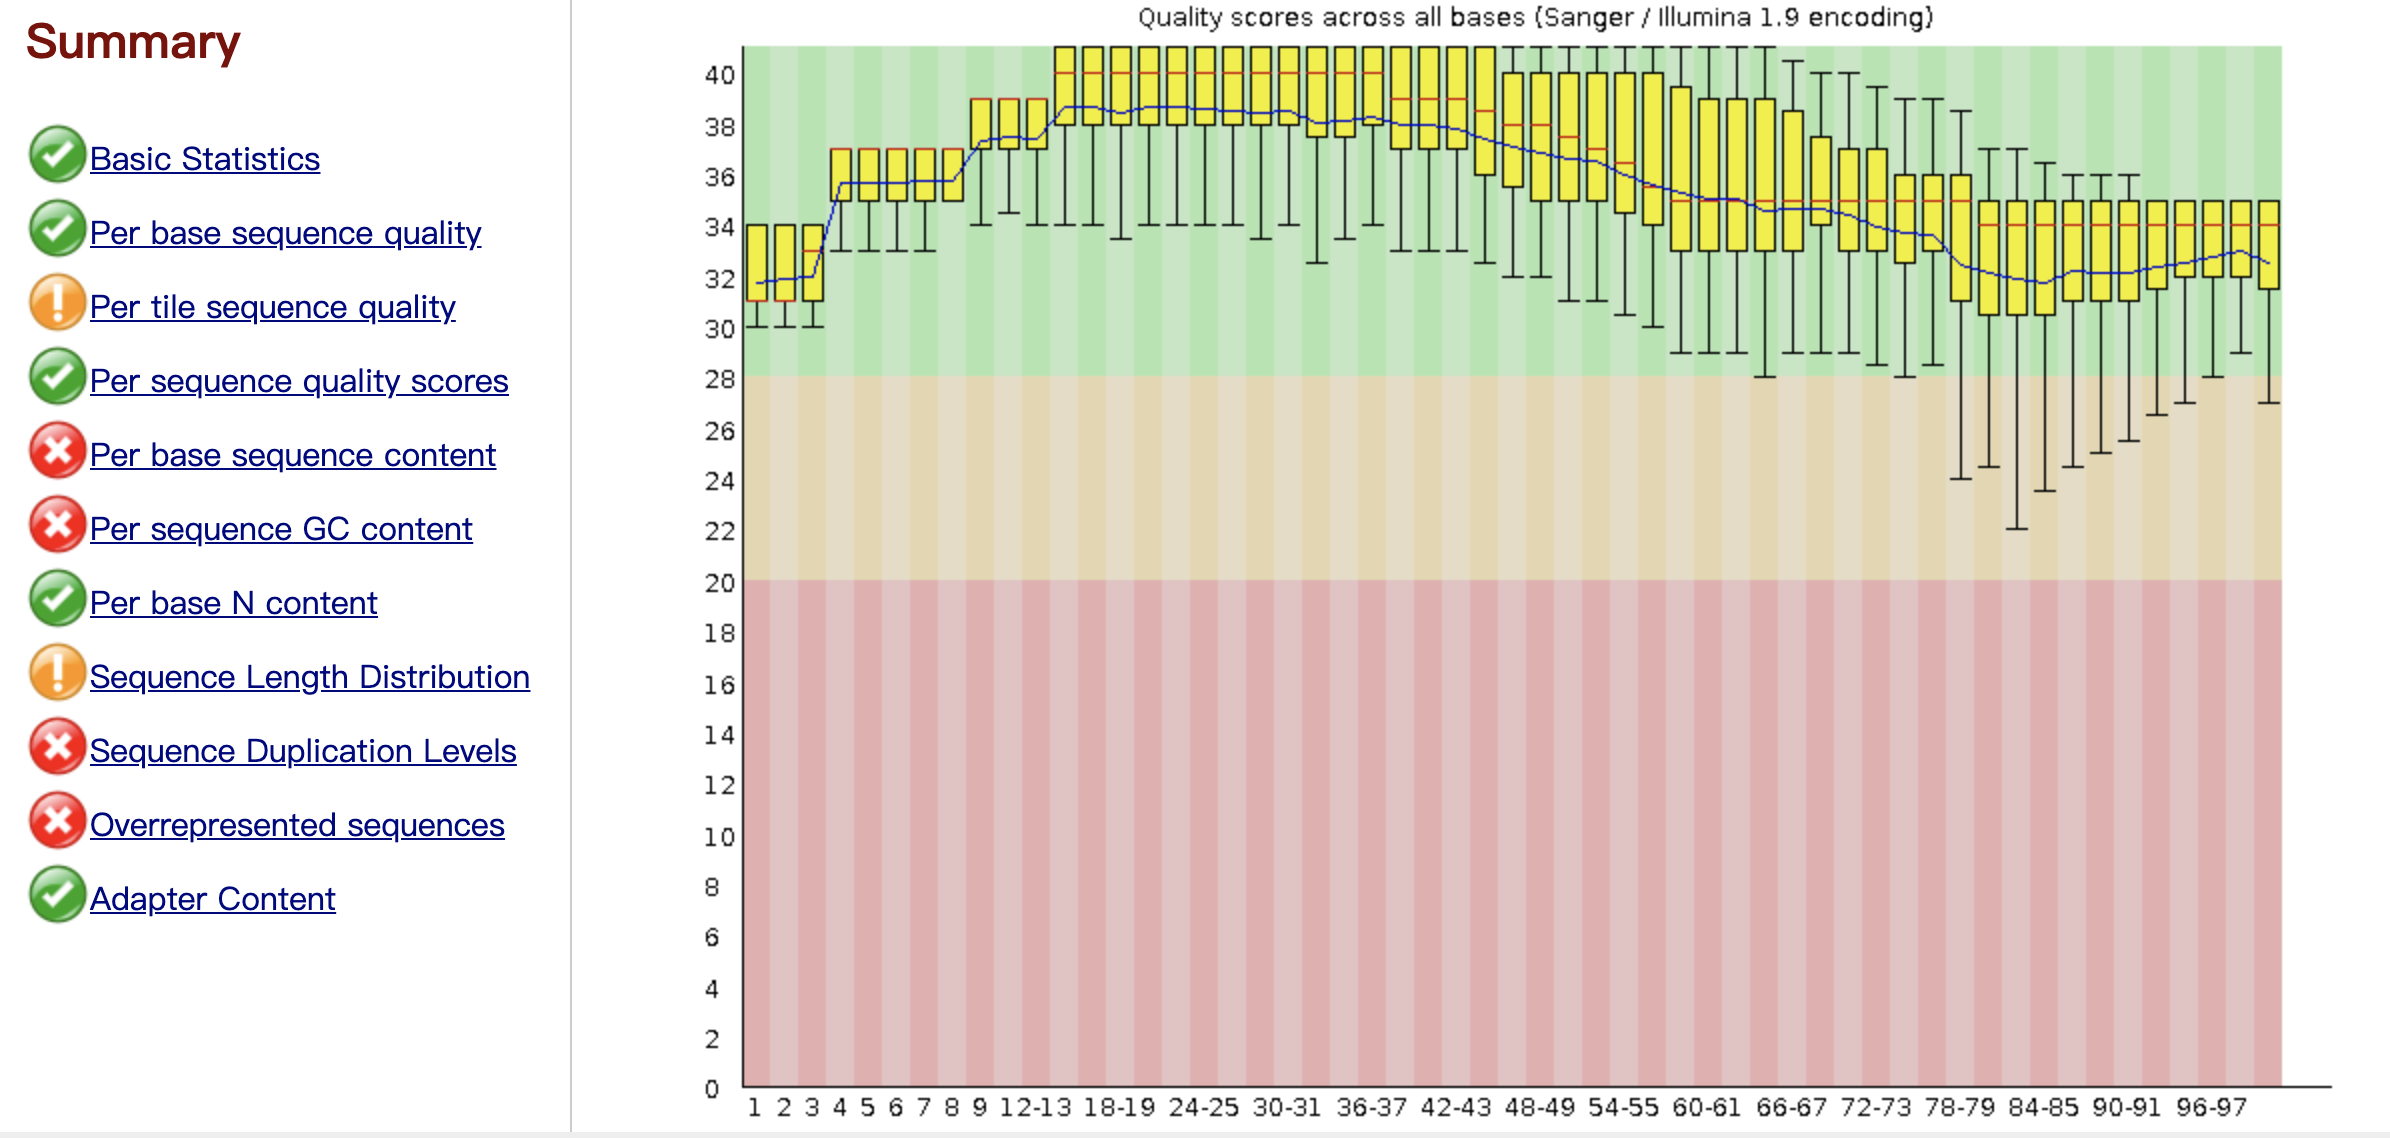 Summary
Basic Statistics
Per base sequence quality
Per tile sequence quality
Per sequence quality scores
Per base sequence content
Per sequence GC content
Per base N content
Sequence Length Distribution
Sequence Duplication Levels
Overrepresented sequences
Adapter Content
Quality scores across all bases (Sanger / Illumina 1.9 encoding)
40
38
36
34
32
30
28
26
24
22
20
18
16
14
12
10
8
6
4
2
0
1 2 3 4 5 6 7 8 9 12-13 18-19 24-25 30-31 36-37 42-43 48-49 54-55 60-61 66-67 72-73 78-79 84-85 90-91 96-97